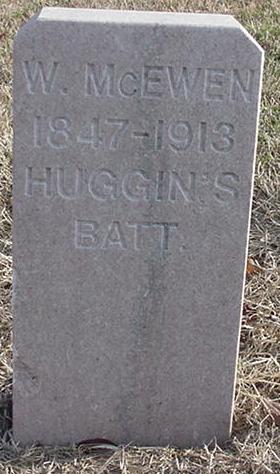 W. McEWEN
1847-1913
HUGGIN'S
BATT.